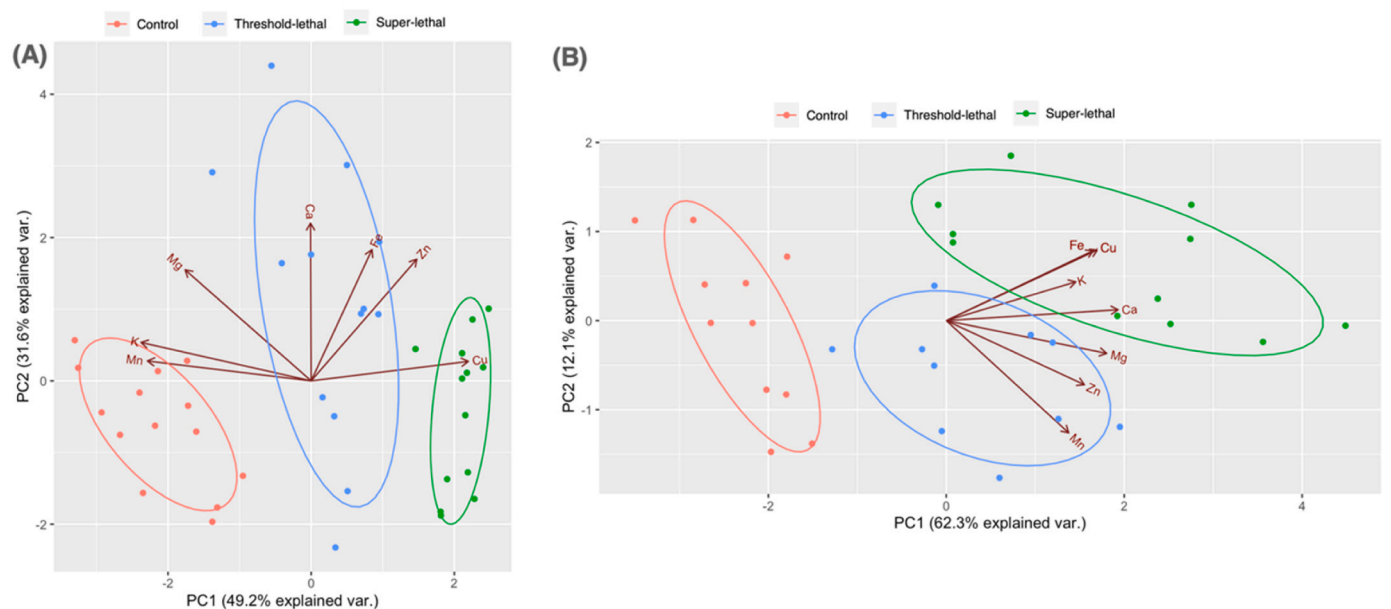 Control Threshold-lethal Super-lethal
(A)
4
2
0
-2
PC2 (31.6% explained var.)
Ca
Fe
Zn
Mg
K
Mn
Cu
-2 0 2
PC1 (49.2% explained var.)
(B)
Control Threshold-lethal Super-lethal
2
1
0
-1
PC2 (12.1% explained var.)
Fe Cu
K
Ca
Mg
Zn
Mn
-2 0 2 4
PC1 (62.3% explained var.)